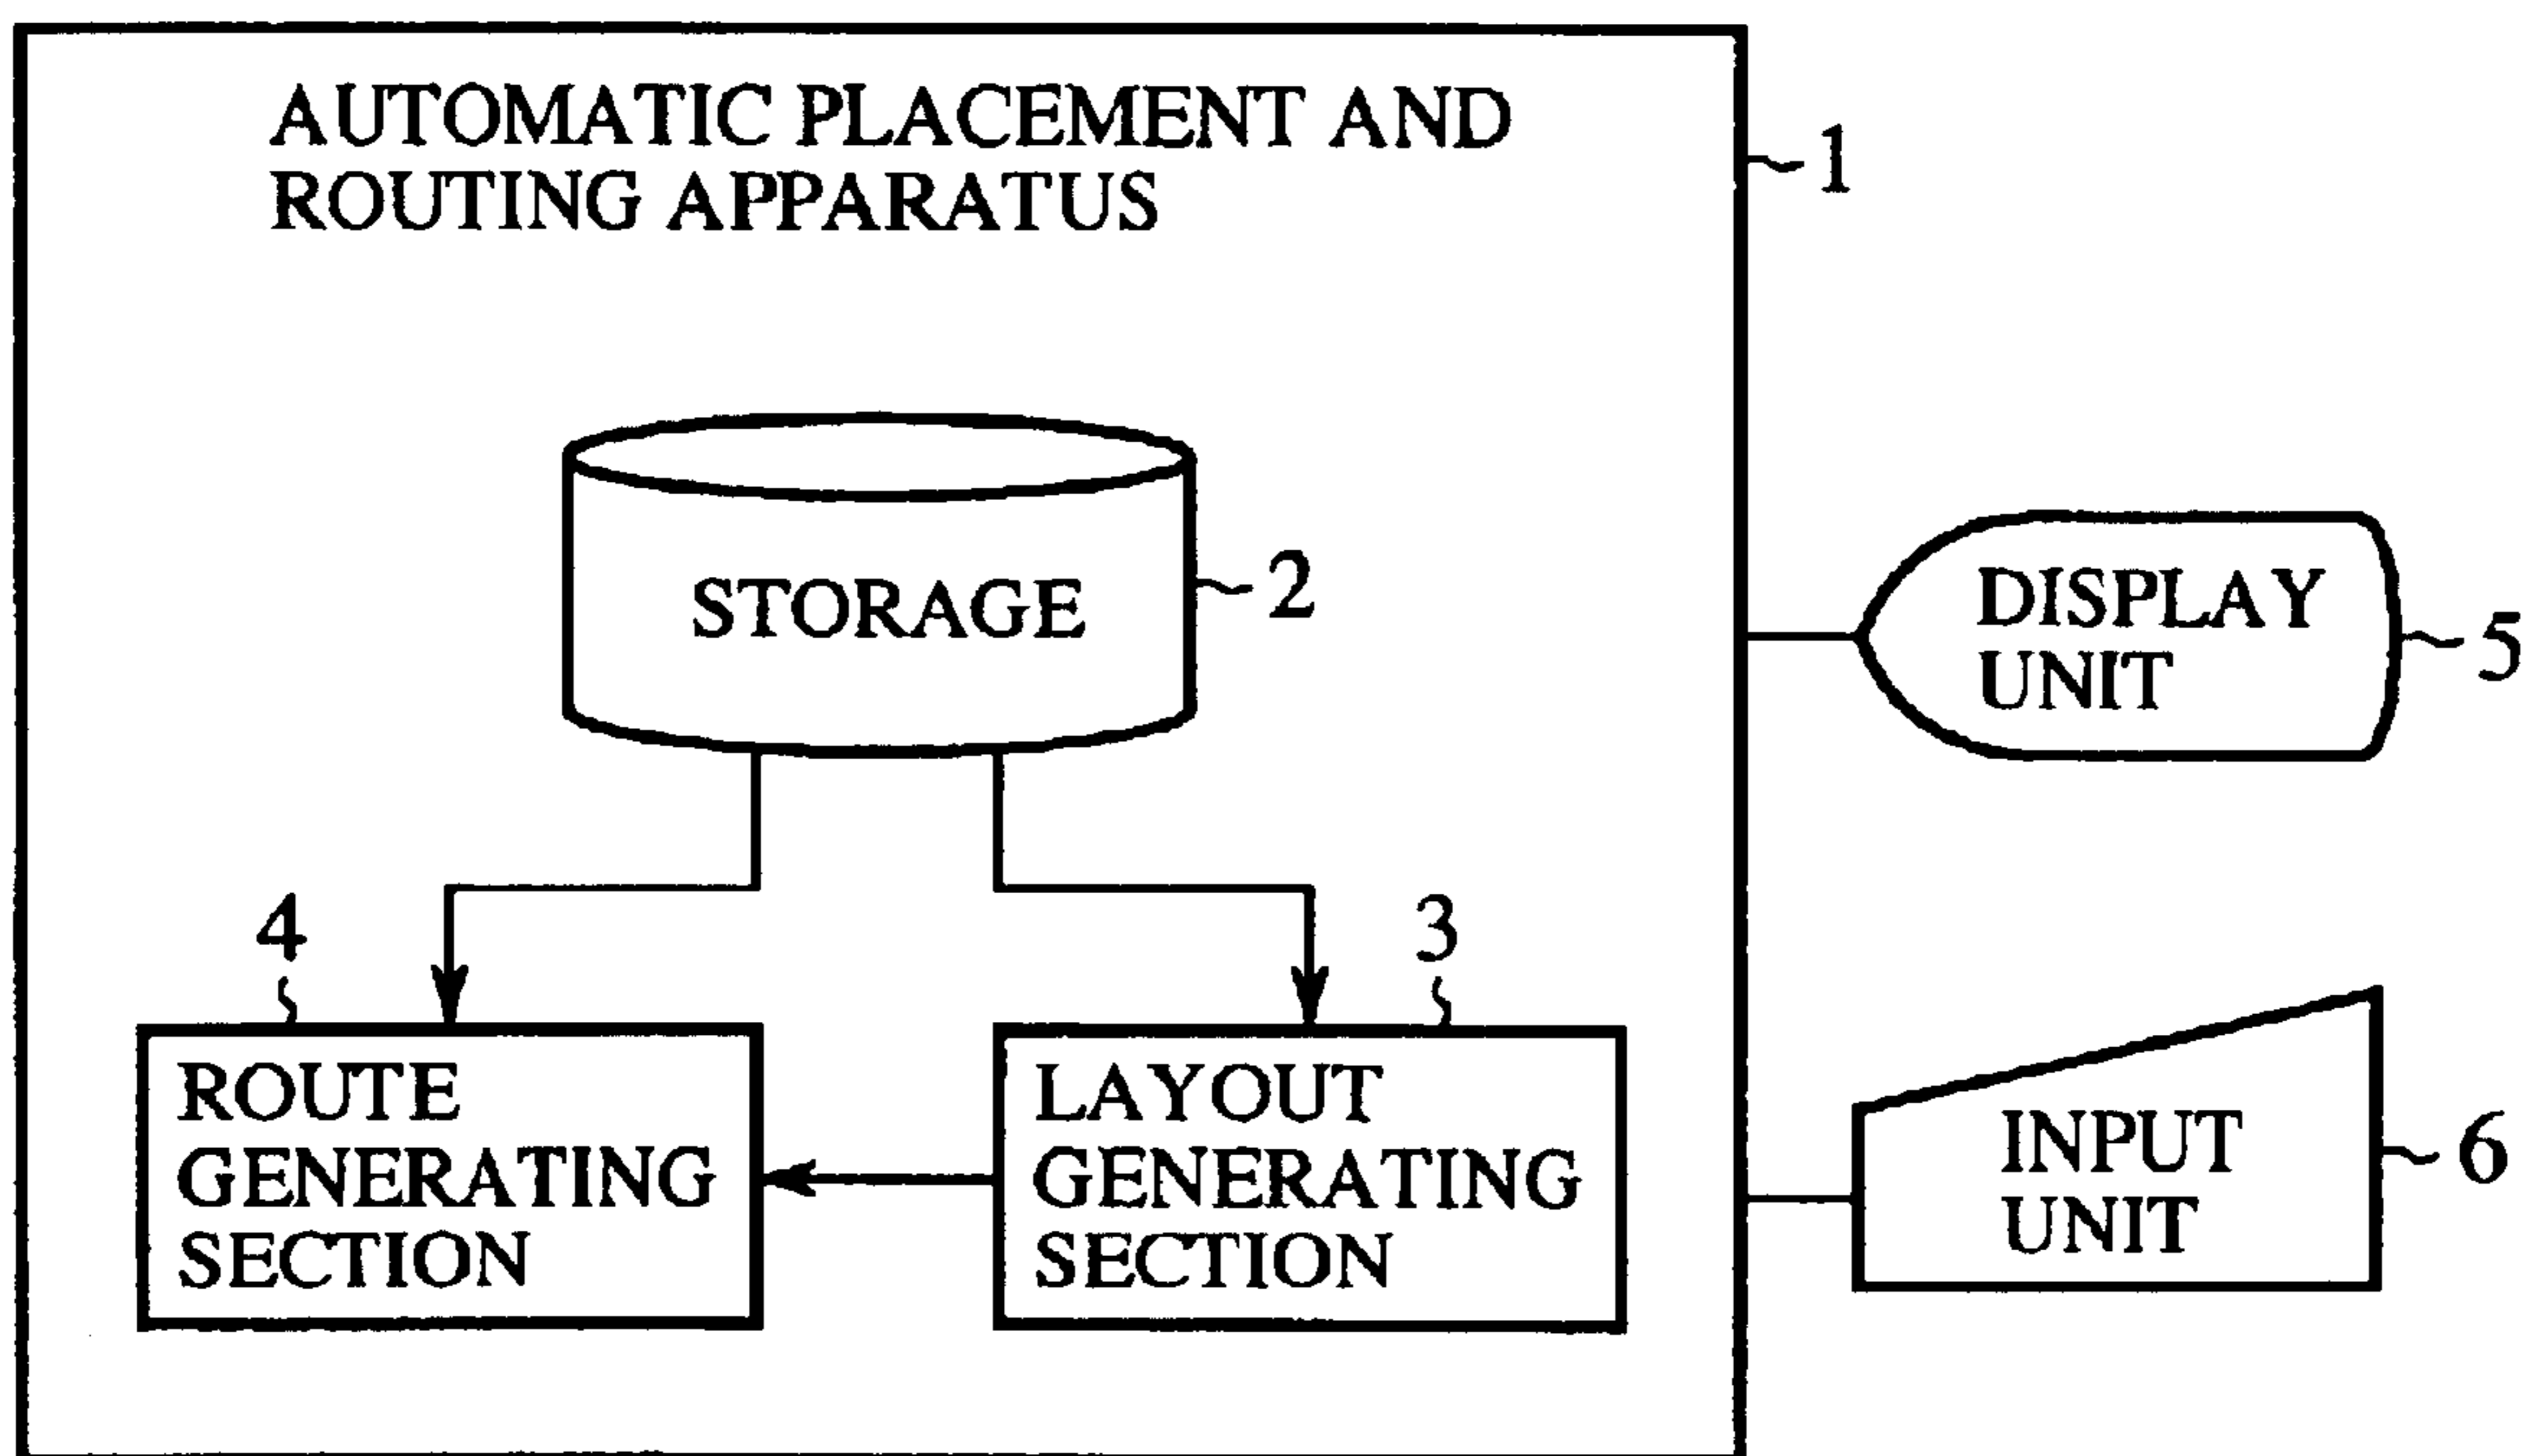 AUTOMATIC PLACEMENT AND
ROUTING APPARATUS
1
STORAGE
2
DISPLAY
UNIT
5
4
ROUTE
GENERATING
SECTION
3
LAYOUT
GENERATING
SECTION
INPUT
UNIT
6